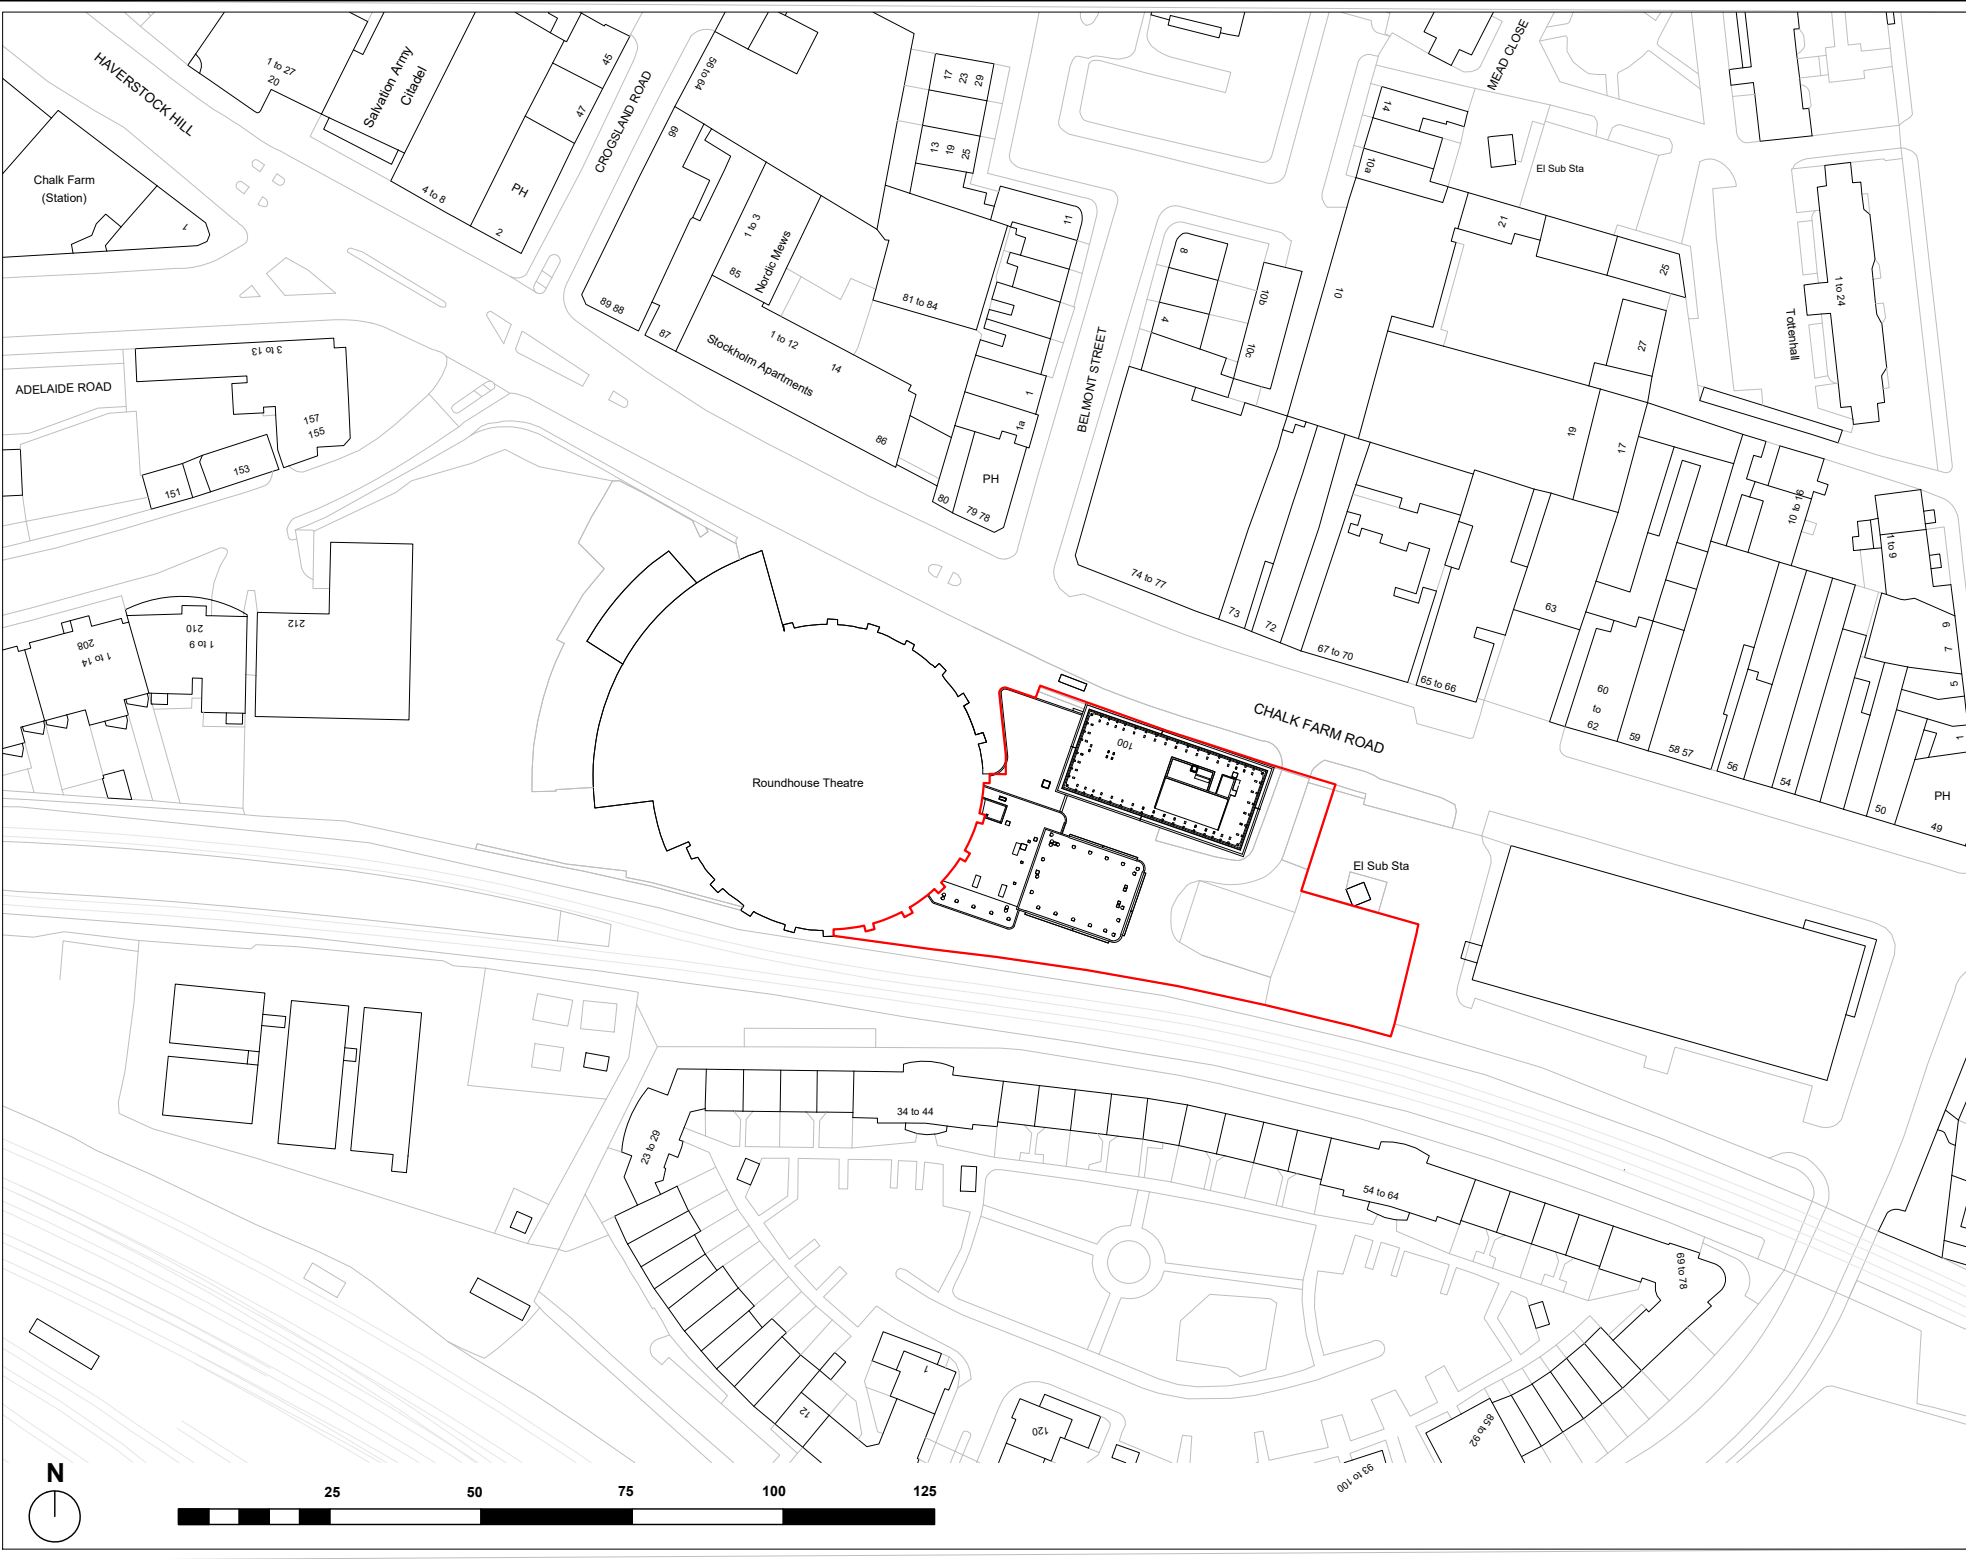 HAVERSTOCK HILL
1 to 27
20
Salvation Army
Citadel
45
47
CROGSLAND ROAD
56 to 64
99
17
23
29
13
19
25
MEAD CLOSE
14
10a
El Sub Sta
Chalk Farm
(Station)
1
4 to 8
PH
2
1 to 3
Nordic Mews
85
11
8
21
25
1 to 24
Tottenhall
89 88
87
81 to 84
1 to 12
14
Stockholm Apartments
86
4
10b
10c
10
27
BELMONT STREET
3 to 13
ADELAIDE ROAD
157
155
153
151
1
1a
PH
80
79 78
19
17
10 to 16
1 to 9
74 to 77
73
72
67 to 70
65 to 66
63
60
to
62
59
58 57
56
54
50
PH
49
6
7
5
1
208
1 to 14
210
1 to 9
212
CHALK FARM ROAD
100
Roundhouse Theatre
El Sub Sta
34 to 44
23 to 29
54 to 64
69 to 78
12
1
120
85 to 92
93 to 100
N
25
50
75
100
125